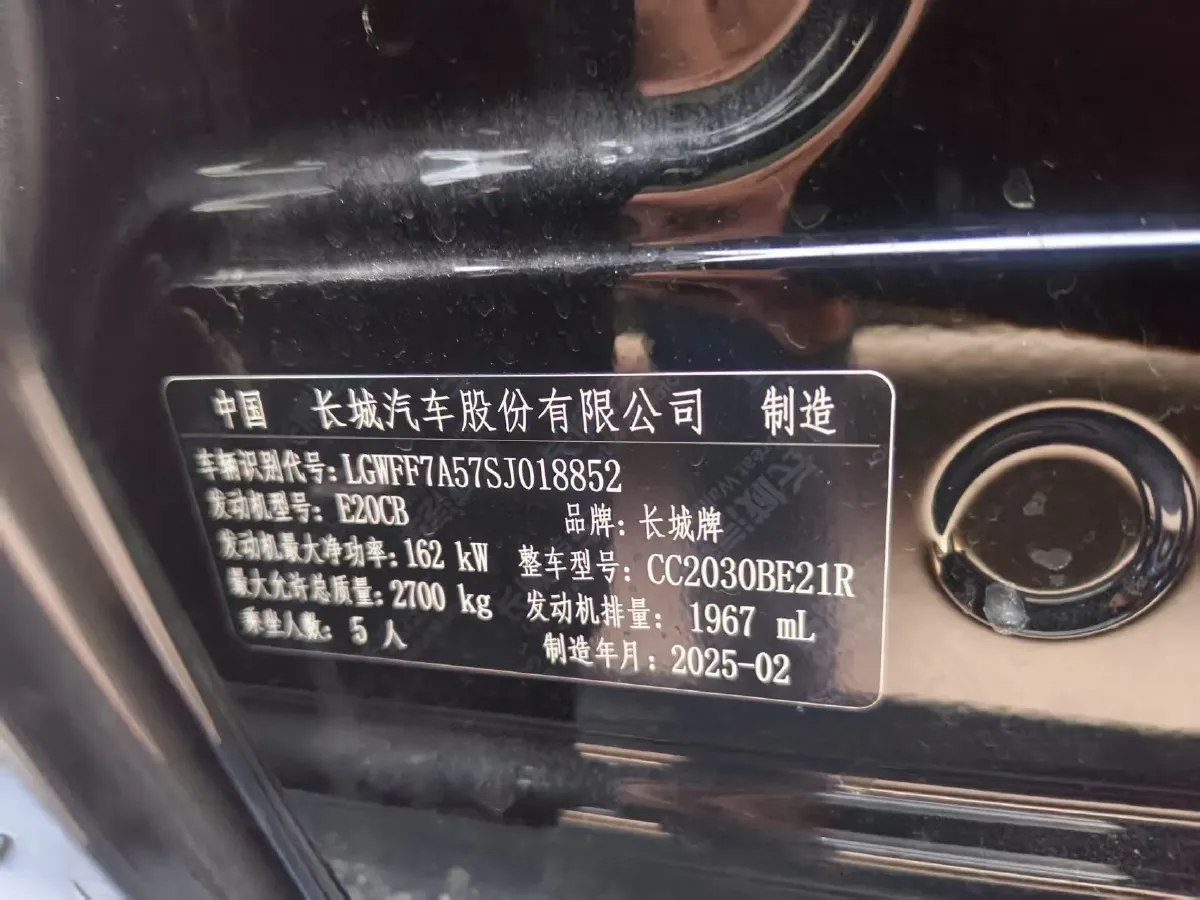 中国 长城汽车股份有限公司 制造
车辆识别代号：LGWFF7A57SJ018852
发动机型号：E20CB 品牌：长城牌
发动机最大净功率：162 kW 整车型号：CC2030BE21R
最大允许总质量：2700 kg 发动机排量：1967 mL
乘坐人数：5 人 制造年月：2025-02